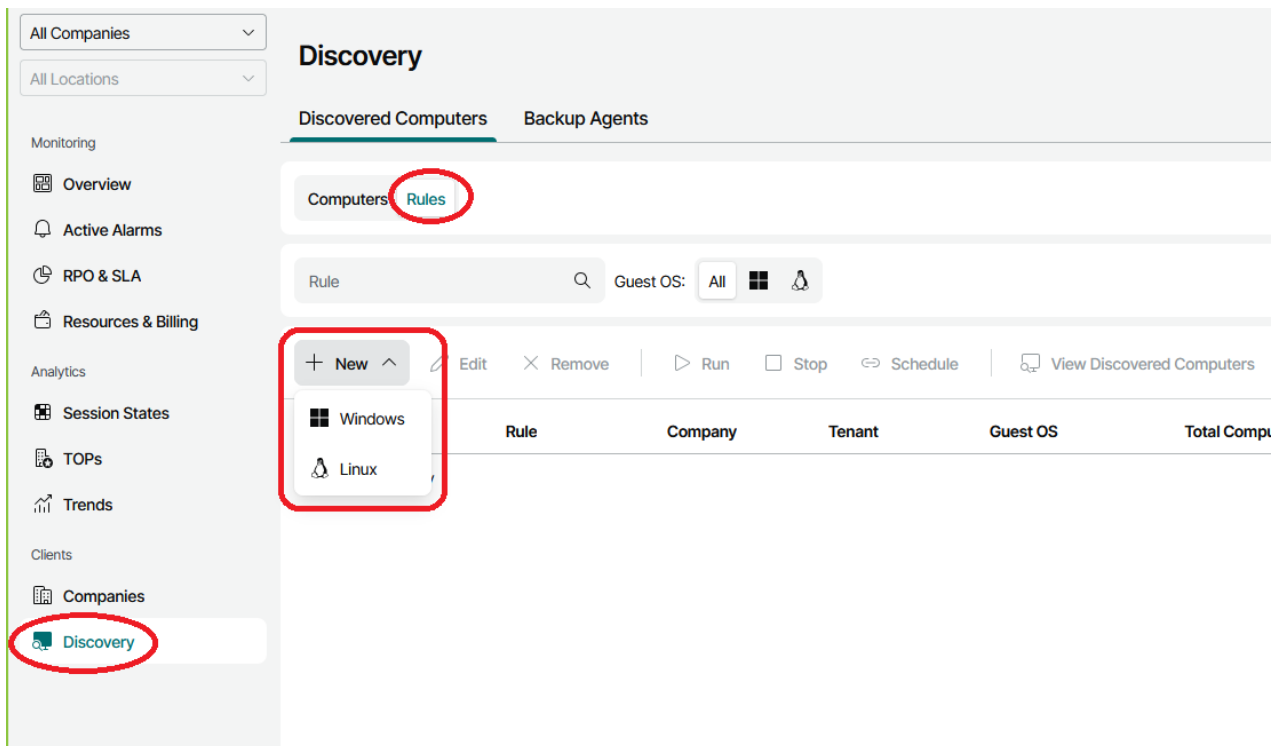 All Companies
All Locations
Monitoring
Overview
Active Alarms
RPO & SLA
Resources & Billing
Analytics
Session States
TOPs
Trends
Clients
Companies
Discovery
Discovery
Discovered Computers Backup Agents
Computers Rules
Rule Guest OS: All
New Edit Remove Run Stop Schedule View Discovered Computers
Rule Company Tenant Guest OS Total Compu
Windows
Linux